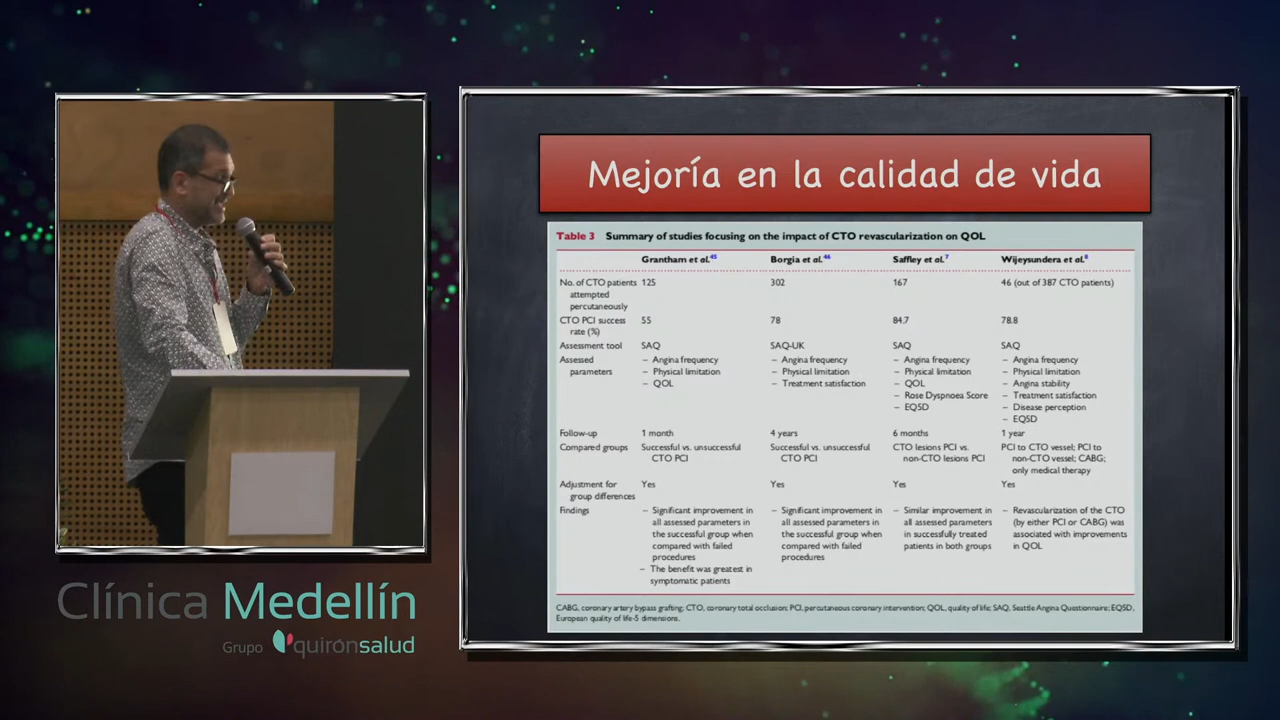 Mejoría en la calidad de vida
Table 3 Summary of studies focusing on the impact of CTO revascularization on QOL
Grantham et al.45 Borgia et al.46 Saffley et al.7 Wijeysundera et al.8
No. of CTO patients attempted percutaneously 125 302 167 46 (out of 387 CTO patients)
CTO PCI success rate (%) 55 78 84.7 78.8
Assessment tool SAQ SAQ-UK SAQ SAQ
Assessed parameters
– Angina frequency
– Physical limitation
– QOL
– Angina frequency
– Physical limitation
– Treatment satisfaction
– Angina frequency
– Physical limitation
– QOL
– Rose Dyspnoea Score
– EQ5D
– Angina frequency
– Physical limitation
– Angina stability
– Treatment satisfaction
– Disease perception
– EQ5D
Follow-up 1 month 4 years 6 months 1 year
Compared groups
Successful vs. unsuccessful
CTO PCI
Successful vs. unsuccessful
CTO PCI
CTO lesions PCI vs.
non-CTO lesions PCI
PCI to CTO vessel; PCI to
non-CTO vessel; CABG;
only medical therapy
Adjustment for group differences Yes Yes Yes Yes
Findings
– Significant improvement in
all assessed parameters in
the successful group when
compared with failed
procedures
– The benefit was greatest in
symptomatic patients
– Significant improvement in
all assessed parameters in
the successful group when
compared with failed
procedures
– Similar improvement in
all assessed parameters
in successfully treated
patients in both groups
– Revascularization of the CTO
(by either PCI or CABG) was
associated with improvements
in QOL
CABG, coronary artery bypass grafting; CTO, coronary total occlusion; PCI, percutaneous coronary intervention; QOL, quality of life; SAQ, Seattle Angina Questionnaire; EQ5D,
European quality of life-5 dimensions.
Clínica Medellín
Grupo quirónsalud